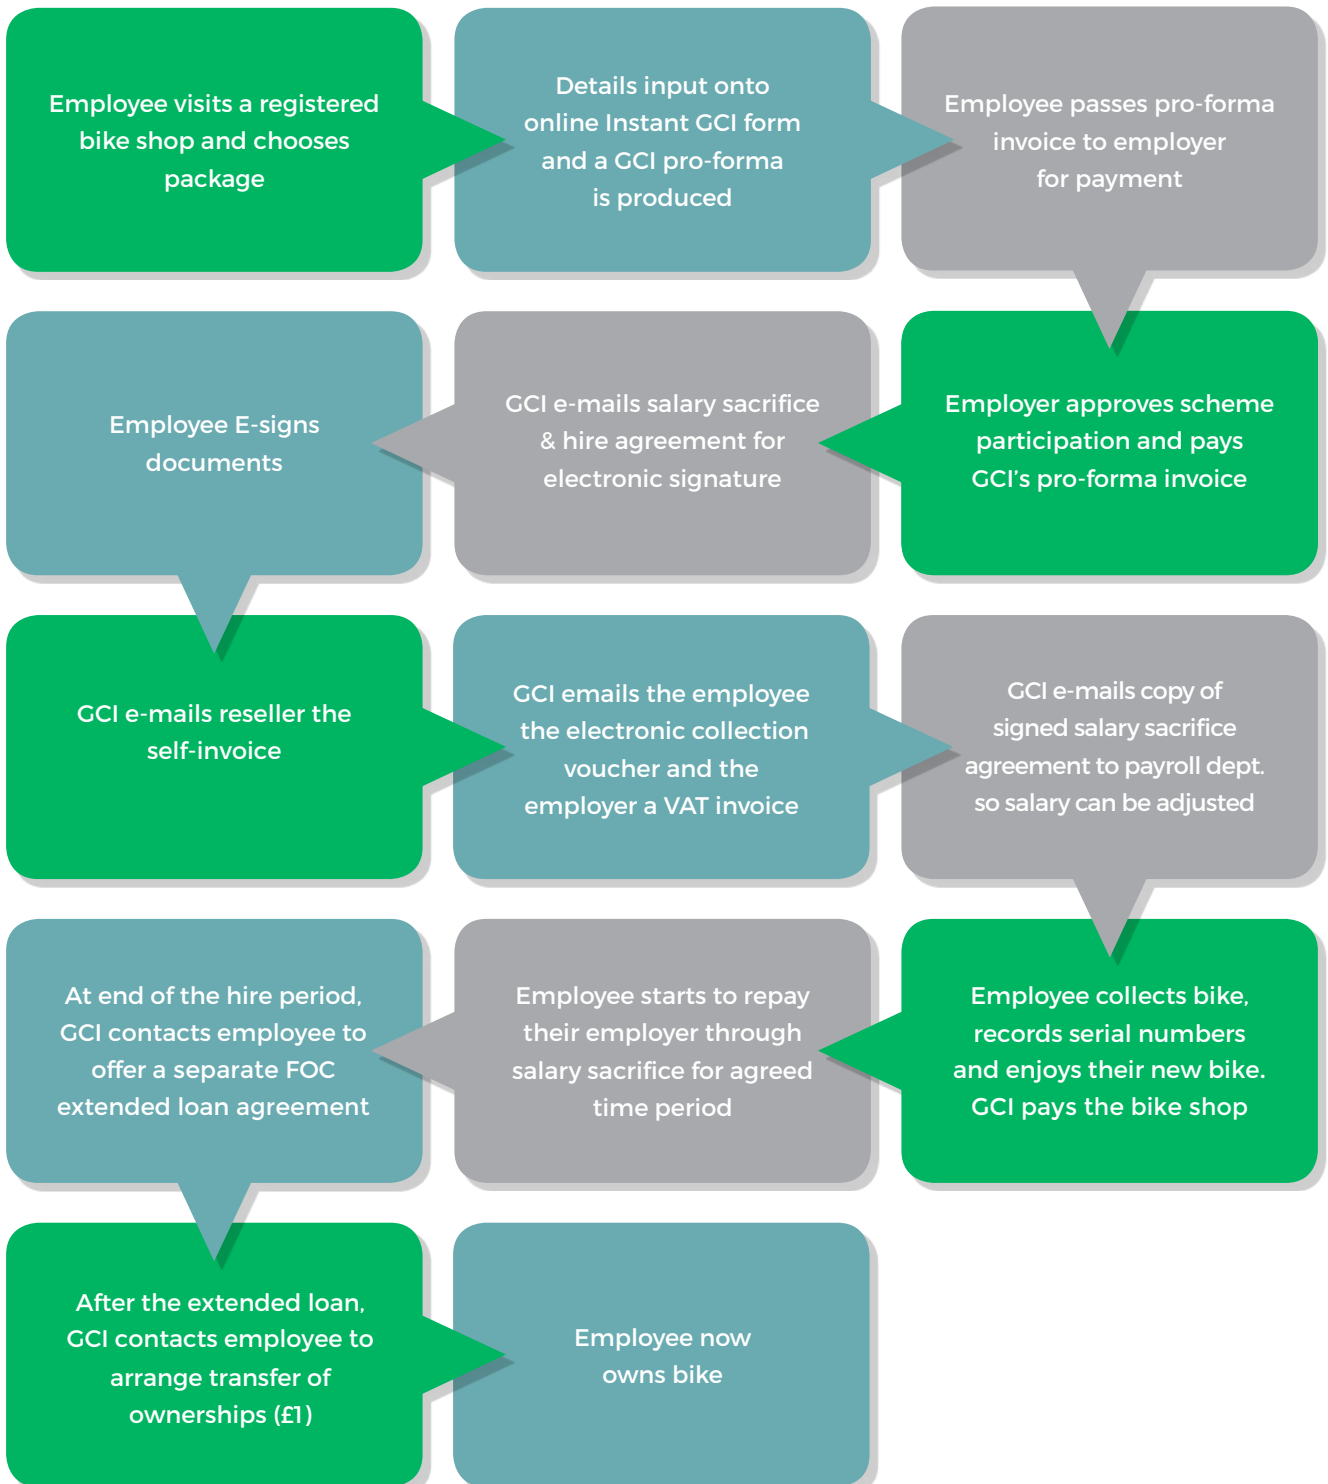 Employee visits a registered
bike shop and chooses
package
Details input onto
online Instant GCI form
and a GCI pro-forma
is produced
Employee passes pro-forma
invoice to employer
for payment
Employer approves scheme
participation and pays
GCI’s pro-forma invoice
GCI e-mails salary sacrifice
& hire agreement for
electronic signature
Employee E-signs
documents
GCI e-mails reseller the
self-invoice
GCI emails the employee
the electronic collection
voucher and the
employer a VAT invoice
GCI e-mails copy of
signed salary sacrifice
agreement to payroll dept.
so salary can be adjusted
Employee collects bike,
records serial numbers
and enjoys their new bike.
GCI pays the bike shop
Employee starts to repay
their employer through
salary sacrifice for agreed
time period
At end of the hire period,
GCI contacts employee to
offer a separate FOC
extended loan agreement
After the extended loan,
GCI contacts employee to
arrange transfer of
ownerships (£1)
Employee now
owns bike